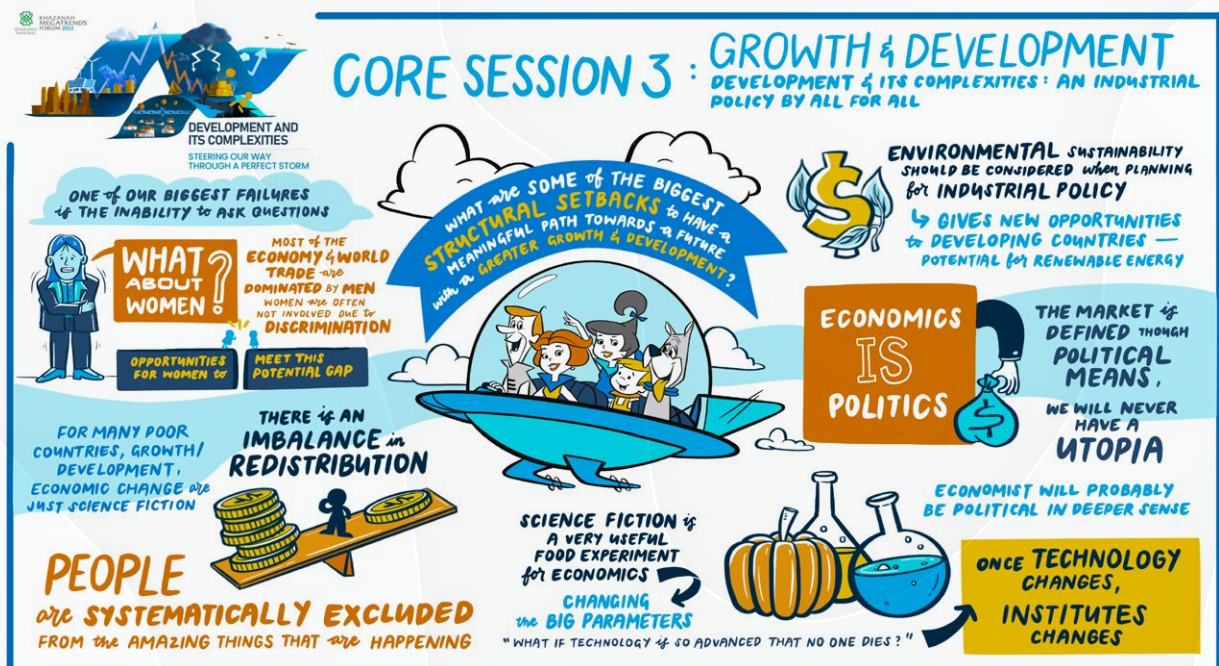 KHAZANAH
MEGATRENDS
FORUM 2022
KHAZANAH
NASIONAL
DEVELOPMENT AND
ITS COMPLEXITIES
STEERING OUR WAY
THROUGH A PERFECT STORM
CORE SESSION 3 :
GROWTH & DEVELOPMENT
DEVELOPMENT & ITS COMPLEXITIES : AN INDUSTRIAL
POLICY BY ALL FOR ALL
ONE of OUR BIGGEST FAILURES
is THE INABILITY to ASK QUESTIONS
WHAT
ABOUT
WOMEN?
MOST of THE
ECONOMY & WORLD
TRADE are
DOMINATED BY MEN
WOMEN are OFTEN
NOT INVOLVED DUE to
DISCRIMINATION
OPPORTUNITIES
FOR WOMEN to
MEET THIS
POTENTIAL GAP
WHAT are SOME of THE BIGGEST
STRUCTURAL SETBACKS to HAVE a
MEANINGFUL PATH TOWARDS a FUTURE
with a GREATER GROWTH & DEVELOPMENT?
ENVIRONMENTAL SUSTAINABILITY
SHOULD BE CONSIDERED when PLANNING
for INDUSTRIAL POLICY
GIVES NEW OPPORTUNITIES
to DEVELOPING COUNTRIES —
POTENTIAL for RENEWABLE ENERGY
ECONOMICS
IS
POLITICS
THE MARKET is
DEFINED THOUGH
POLITICAL
MEANS,
WE WILL NEVER
HAVE A
UTOPIA
FOR MANY POOR
COUNTRIES, GROWTH/
DEVELOPMENT,
ECONOMIC CHANGE are
JUST SCIENCE FICTION
THERE is AN
IMBALANCE in
REDISTRIBUTION
PEOPLE
are SYSTEMATICALLY EXCLUDED
FROM the AMAZING THINGS THAT are HAPPENING
SCIENCE FICTION is
A VERY USEFUL
FOOD EXPERIMENT
for ECONOMICS
CHANGING
the BIG PARAMETERS
"WHAT IF TECHNOLOGY is SO ADVANCED THAT NO ONE DIES?"
ECONOMIST WILL PROBABLY
BE POLITICAL IN DEEPER SENSE
ONCE TECHNOLOGY
CHANGES,
INSTITUTES
CHANGES